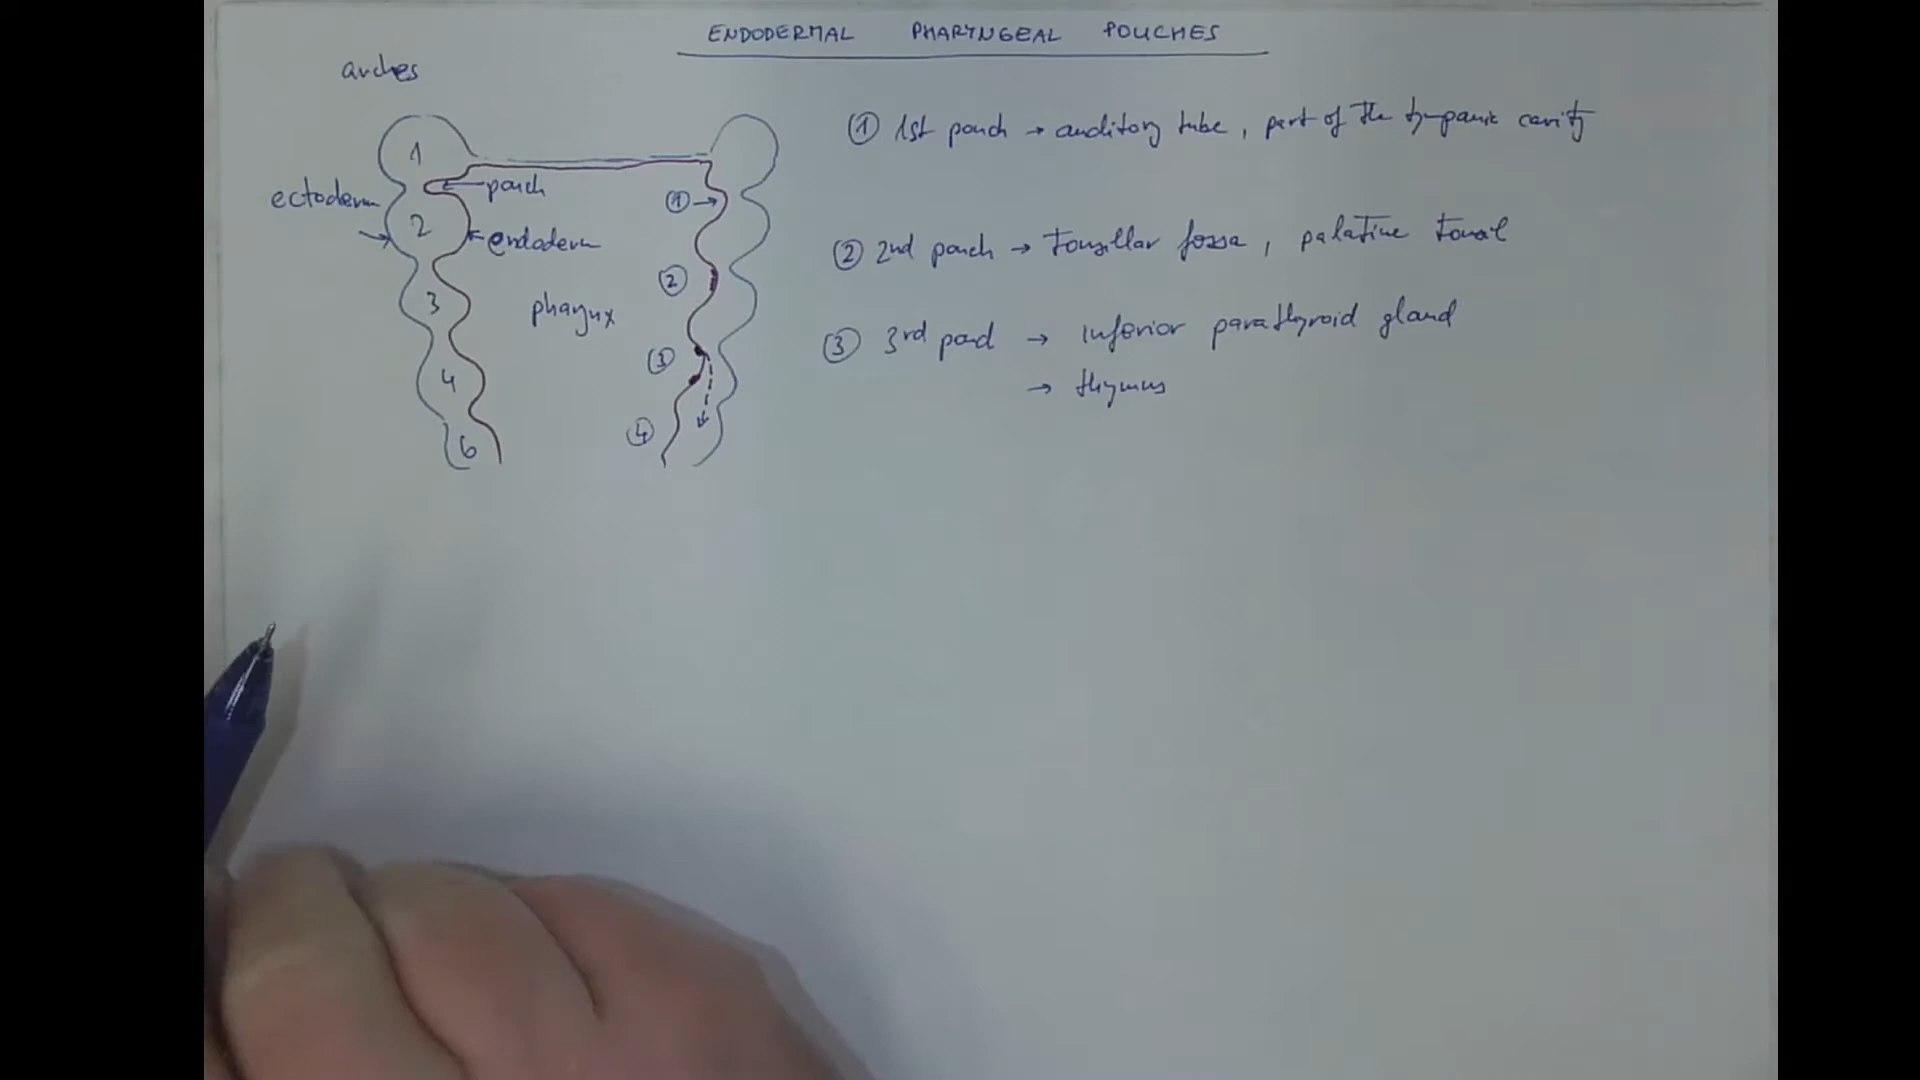 ENDODERMAL PHARYNGEAL POUCHES
arches
① 1st pouch → auditory tube, part of the tympanic cavity
1
ectoderm
pouch
①
2
endoderm
② 2nd pouch → Tonsillar fossa, palatine tonsil
②
3
pharynx
③ 3rd pouch → inferior parathyroid gland
→ thymus
③
4
④
6